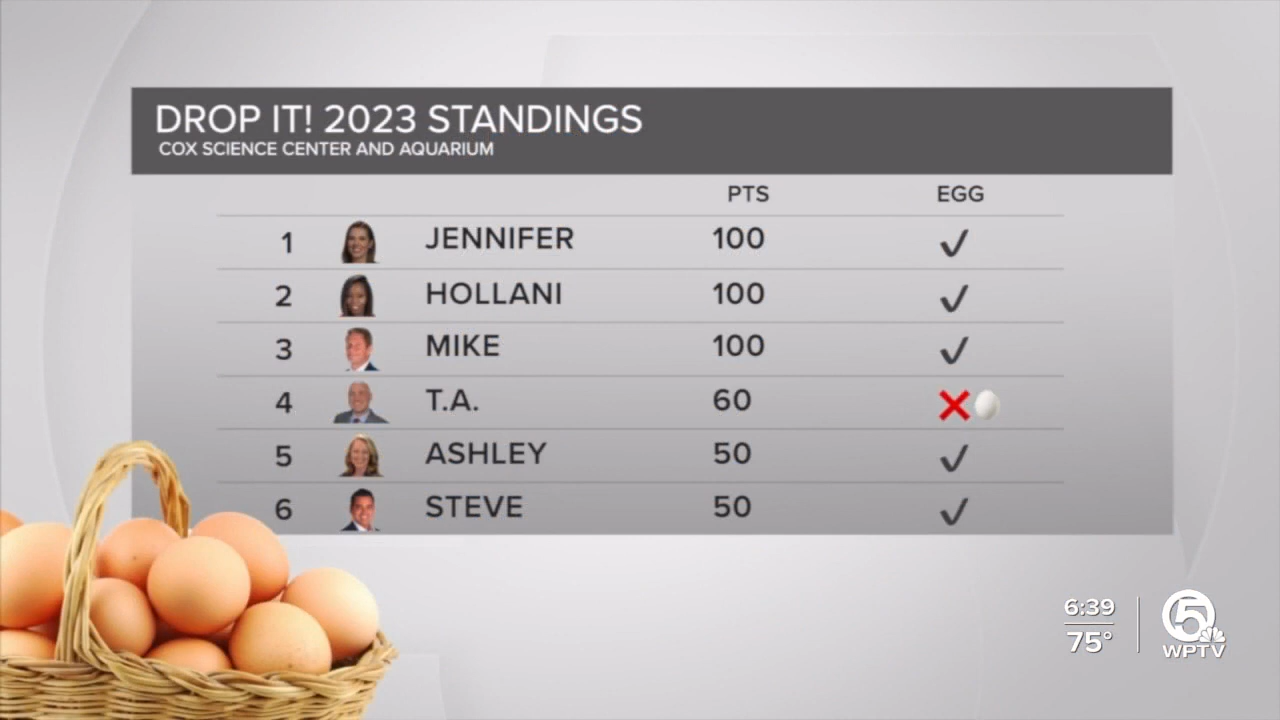 DROP IT! 2023 STANDINGS
COX SCIENCE CENTER AND AQUARIUM
PTS EGG
1 JENNIFER 100 ✔
2 HOLLANI 100 ✔
3 MIKE 100 ✔
4 T.A. 60 ❌🥚
5 ASHLEY 50 ✔
6 STEVE 50 ✔
6:39
75°
5
WPTV